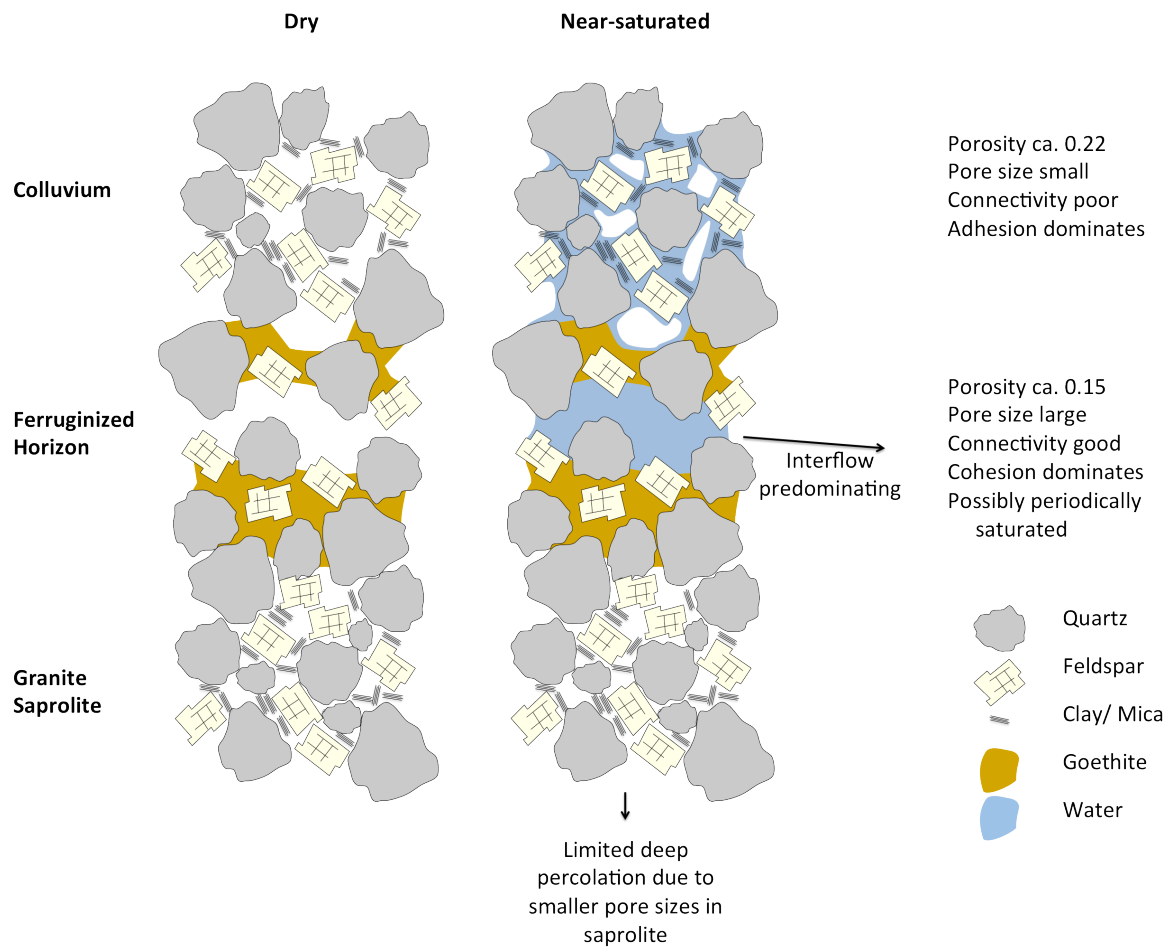 Dry
Near-saturated
Colluvium
Porosity ca. 0.22
Pore size small
Connectivity poor
Adhesion dominates
Ferruginized
Horizon
Interflow
predominating
Porosity ca. 0.15
Pore size large
Connectivity good
Cohesion dominates
Possibly periodically
saturated
Granite
Saprolite
Quartz
Feldspar
Clay/ Mica
Goethite
Water
Limited deep
percolation due to
smaller pore sizes in
saprolite